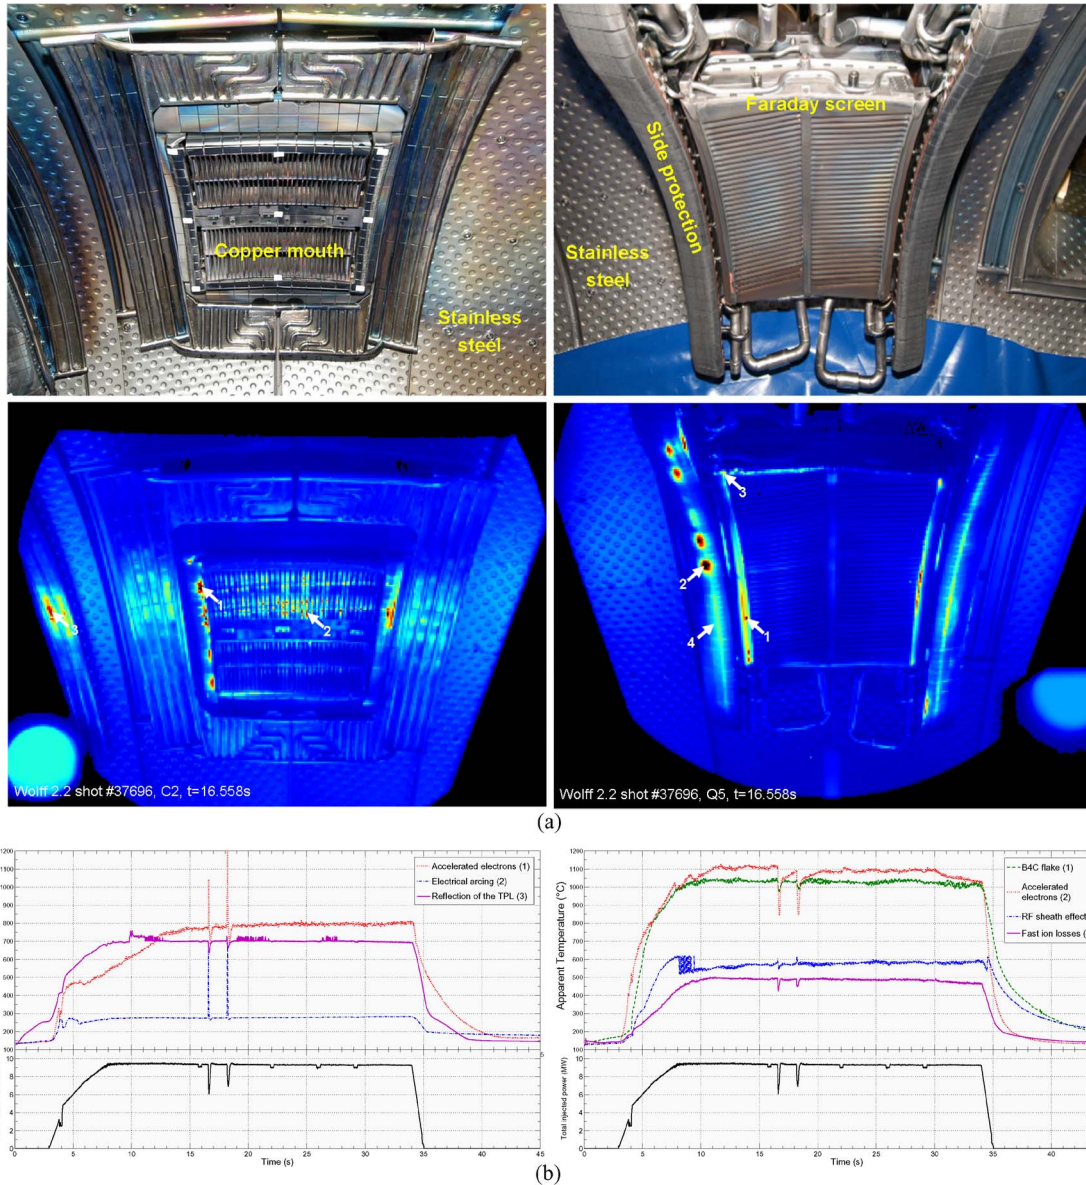 Copper mouth
Stainless
steel
Faraday screen
Side protection
Stainless
steel
1
2
3
Wolff 2.2 shot #37696, C2, t=16.558s
3
2
4
1
Wolff 2.2 shot #37696, Q5, t=16.558s
(a)
1200
1100
1000
900
800
700
600
500
400
300
200
100
Accelerated electrons (1)
Electrical arcing (2)
Reflection of the TPL (3)
10
8
6
4
2
0
0
5
10
15
20
25
30
35
40
45
Time (s)
5
1200
1100
1000
900
800
700
600
500
400
300
200
100
Apparent Temperature (°C)
B4C flake (1)
Accelerated
electrons (2)
RF sheath effect
Fast ion losses (
Total injected power (MW)
10
8
6
4
2
0
0
5
10
15
20
25
30
35
40
Time (s)
(b)